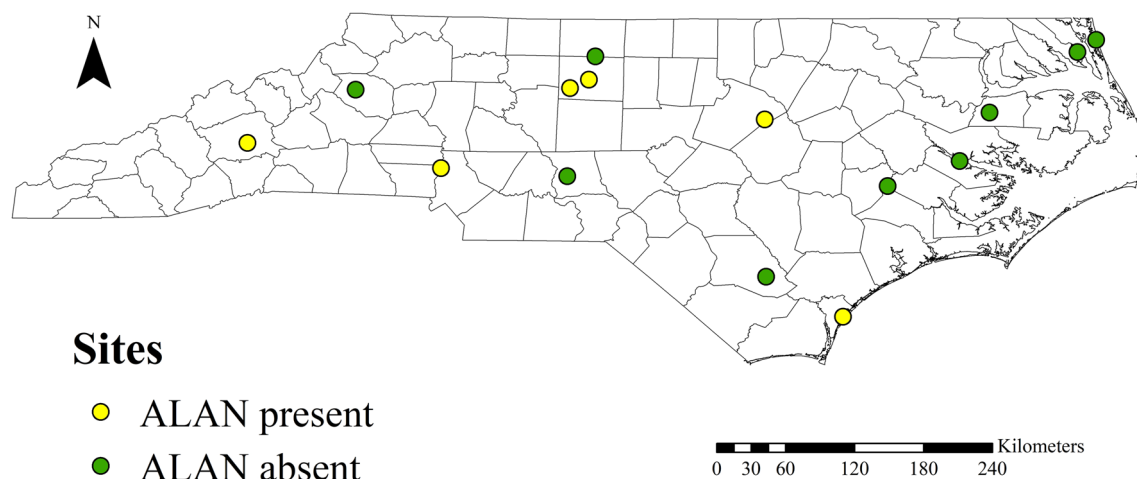 N
Sites
ALAN present
ALAN absent
Kilometers
0 30 60 120 180 240